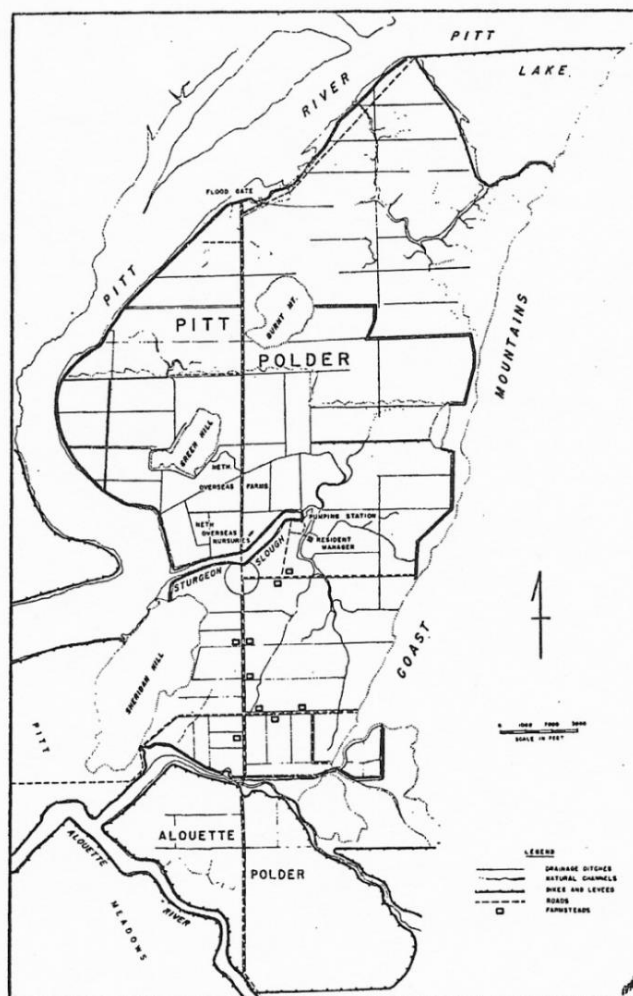 PITT
LAKE
RIVER
FLOOD GATE
PITT
PITT
BURNT MT.
POLDER
MOUNTAINS
GREEN HILL
NETH.
OVERSEAS FARMS
NETH
OVERSEAS
NURSERIES
PUMPING STATION
RESIDENT
MANAGER
STURGEON SLOUGH
COAST
SHERIDAN HILL
PITT
SCALE IN FEET
ALOUETTE
ALOUETTE
POLDER
RIVER
MEADOWS
LEGEND
DRAINAGE DITCHES
NATURAL CHANNELS
DIKES AND LEVEES
ROADS
FARMSTEADS